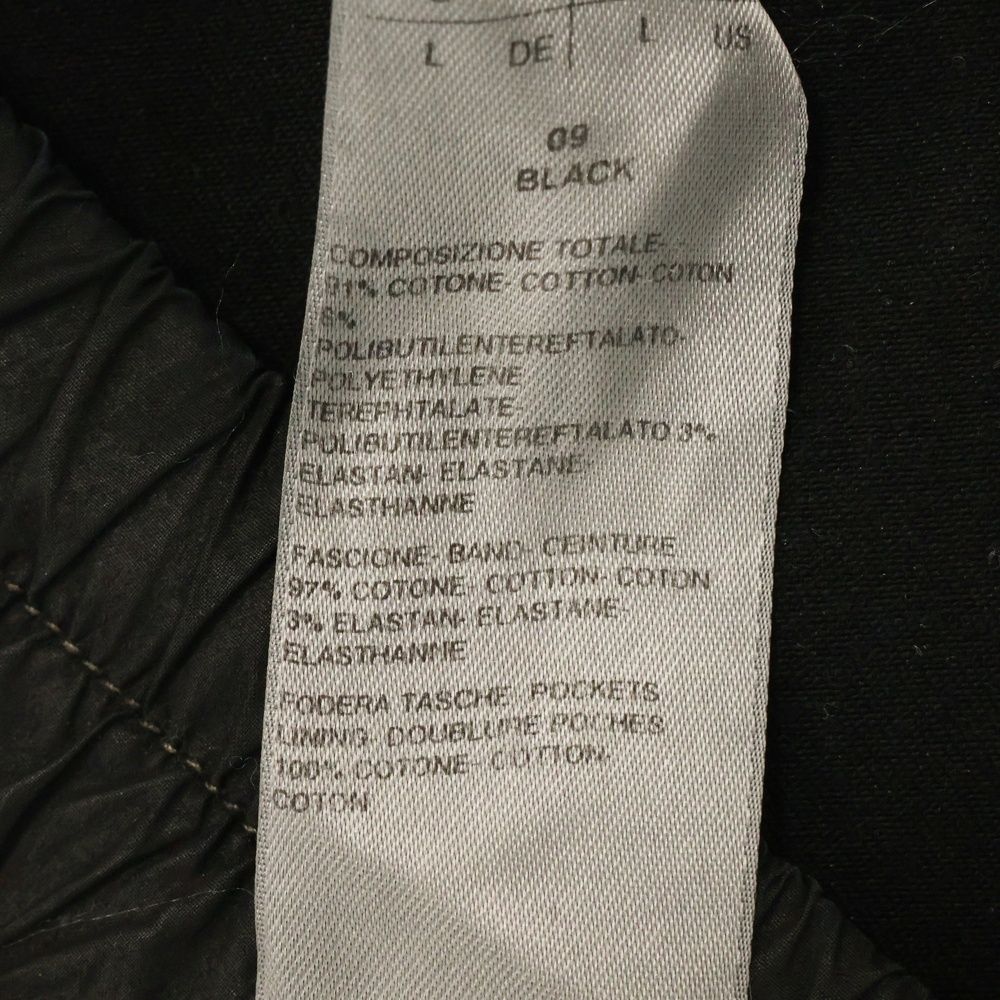 L DE L US
09
BLACK
COMPOSIZIONE TOTALE-
91% COTONE- COTTON- COTON
6%
POLIBUTILENTEREFTALATO-
POLYETHYLENE
TEREPHTALATE-
POLIBUTILENTEREFTALATO 3%
ELASTAN- ELASTANE-
ELASTHANNE
FASCIONE- BAND- CEINTURE
97% COTONE- COTTON- COTON
3% ELASTAN- ELASTANE-
ELASTHANNE
FODERA TASCHE- POCKETS
LINING- DOUBLURE POCHES
100% COTONE- COTTON-
COTON